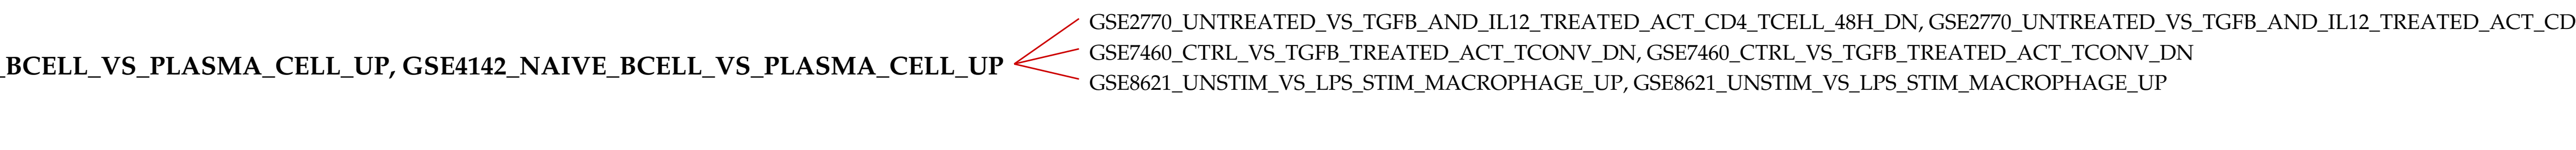 GSE2770_UNTREATED_VS_TGFB_AND_IL12_TREATED_ACT_CD4_TCELL_48H_DN, GSE2770_UNTREATED_VS_TGFB_AND_IL12_TREATED_ACT_CD
_BCELL_VS_PLASMA_CELL_UP, GSE4142_NAIVE_BCELL_VS_PLASMA_CELL_UP
GSE7460_CTRL_VS_TGFB_TREATED_ACT_TCONV_DN, GSE7460_CTRL_VS_TGFB_TREATED_ACT_TCONV_DN
GSE8621_UNSTIM_VS_LPS_STIM_MACROPHAGE_UP, GSE8621_UNSTIM_VS_LPS_STIM_MACROPHAGE_UP